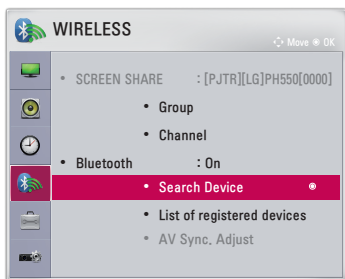 WIRELESS
Move OK
• SCREEN SHARE : [PJTR][LG]PH550[0000]
• Group
• Channel
• Bluetooth : On
• Search Device
• List of registered devices
• AV Sync. Adjust